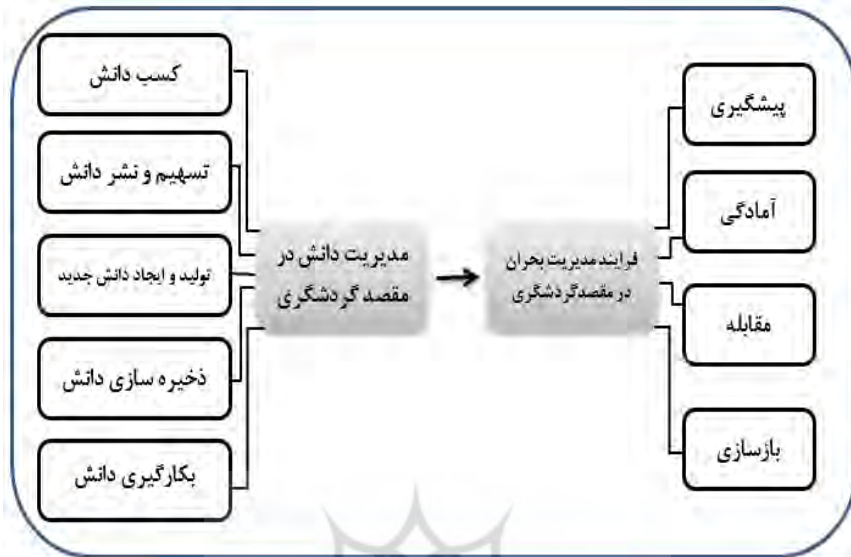 کسب دانش
تسهیم و نشر دانش
تولید و ایجاد دانش جدید
ذخیره سازی دانش
بکارگیری دانش
مدیریت دانش در
مقصد گردشگری
فرایند مدیریت بحران
در مقصد گردشگری
پیشگیری
آمادگی
مقابله
بازسازی